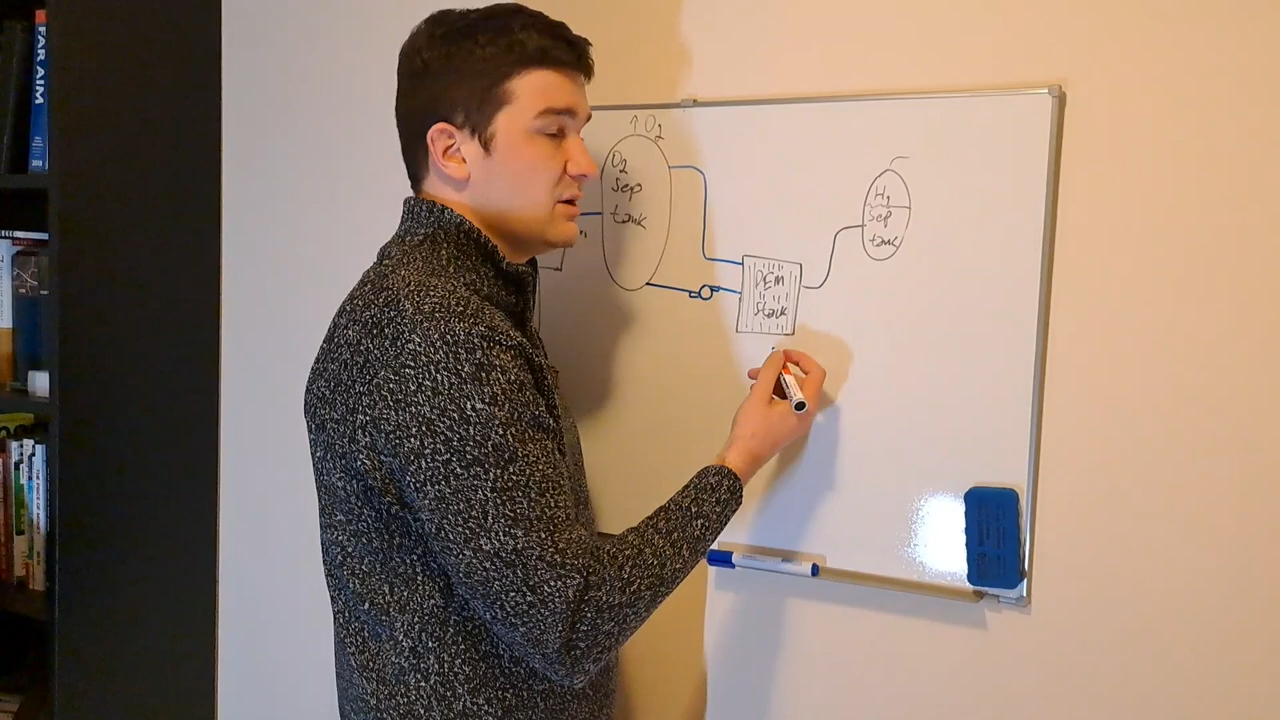 FAR AIM
↑ O2
O2
Sep
tank
PEM
Stack
H2
Sep
tank